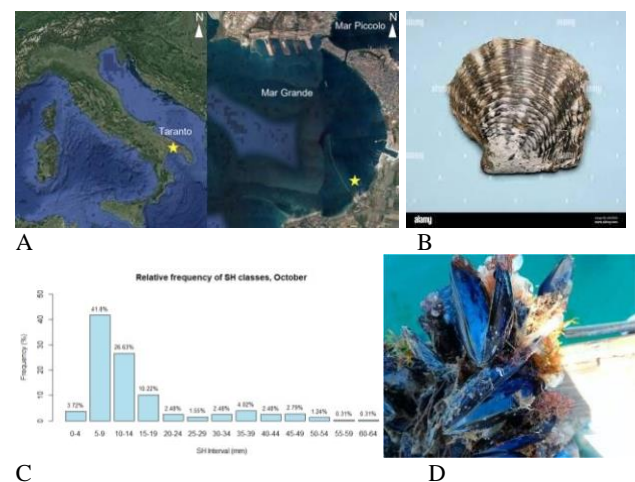 N
N
Mar Piccolo
Mar Grande
Taranto
A
alamy
alamy
alamy
B
Relative frequency of SH classes, October
Frequency (%)
50
40
30
20
10
0
3.72%
41.8%
26.63%
10.22%
2.48%
1.55%
2.48%
4.02%
2.48%
2.79%
1.24%
0.31%
0.31%
0-4 5-9 10-14 15-19 20-24 25-29 30-34 35-39 40-44 45-49 50-54 55-59 60-64
SH Interval (mm)
C
D